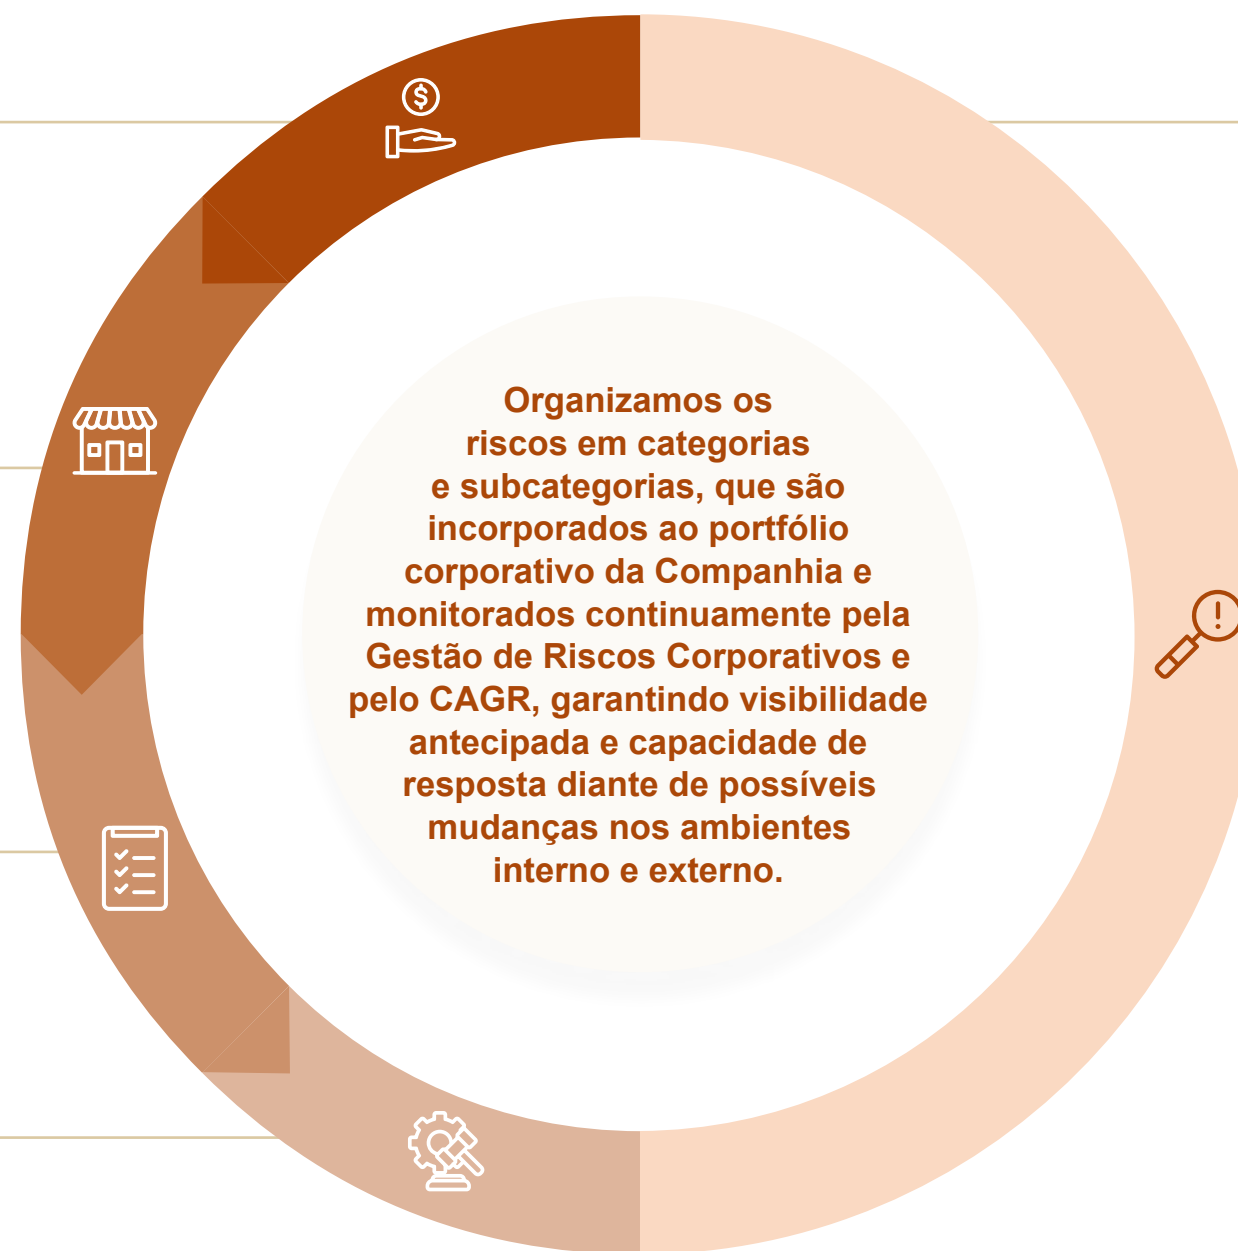 Organizamos os
riscos em categorias
e subcategorias, que são
incorporados ao portfólio
corporativo da Companhia e
monitorados continuamente pela
Gestão de Riscos Corporativos e
pelo CAGR, garantindo visibilidade
antecipada e capacidade de
resposta diante de possíveis
mudanças nos ambientes
interno e externo.